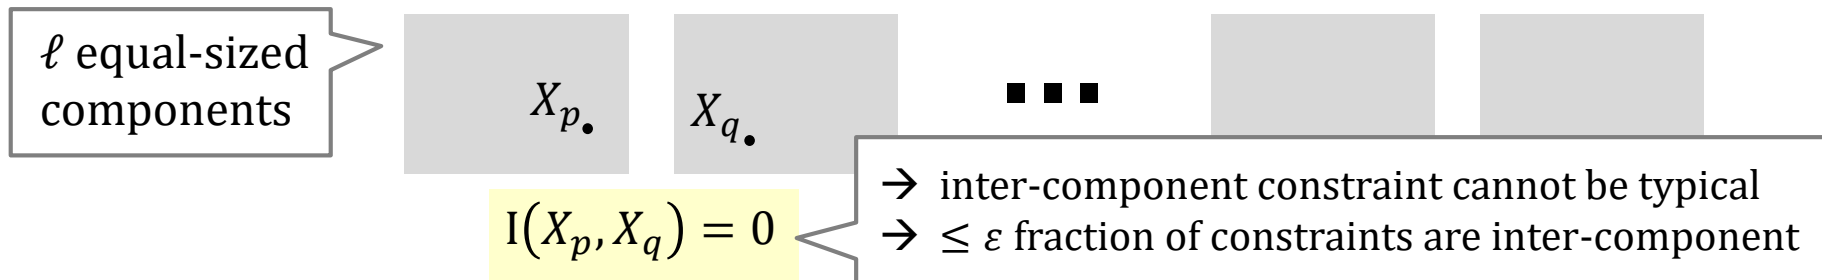 ℓ equal-sized
components
X_p
X_q
...
I(X_p, X_q) = 0
→ inter-component constraint cannot be typical
→ ≤ ε fraction of constraints are inter-component